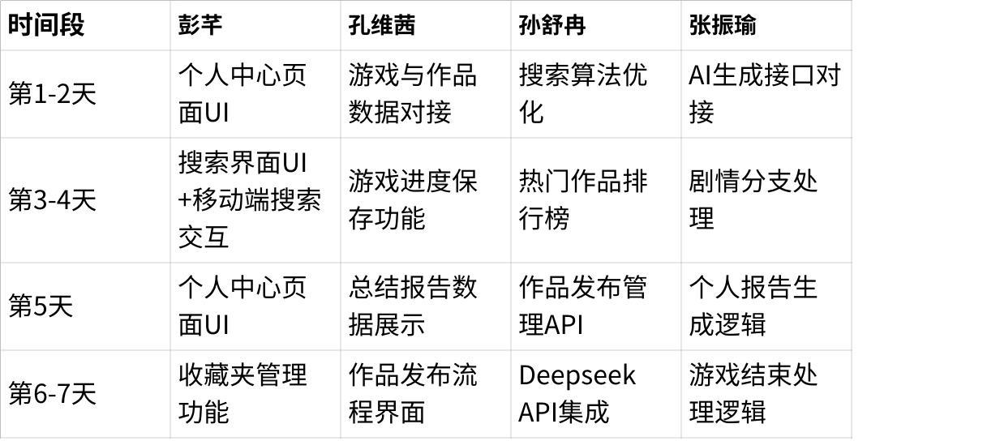 时间段 彭芊 孔维茜 孙舒冉 张振瑜
第1-2天 个人中心页面UI 游戏与作品数据对接 搜索算法优化 AI生成接口对接
第3-4天 搜索界面UI+移动端搜索交互 游戏进度保存功能 热门作品排行榜 剧情分支处理
第5天 个人中心页面UI 总结报告数据展示 作品发布管理API 个人报告生成逻辑
第6-7天 收藏夹管理功能 作品发布流程界面 Deepseek API集成 游戏结束处理逻辑